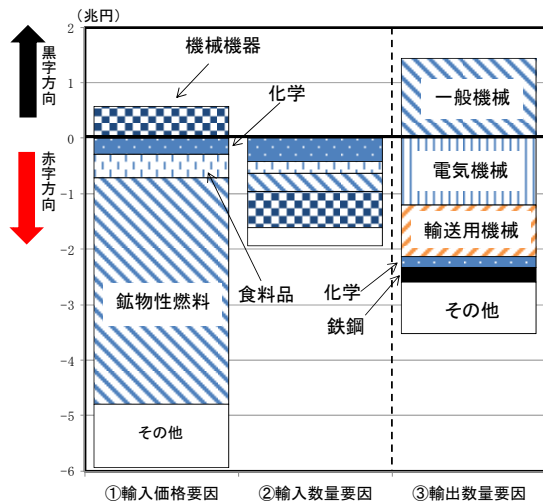 （兆円）
黒字方向
赤字方向
2
1
0
-1
-2
-3
-4
-5
-6
機械機器
化学
一般機械
電気機械
輸送用機械
鉱物性燃料
食料品
化学
鉄鋼
その他
その他
①輸入価格要因
②輸入数量要因
③輸出数量要因